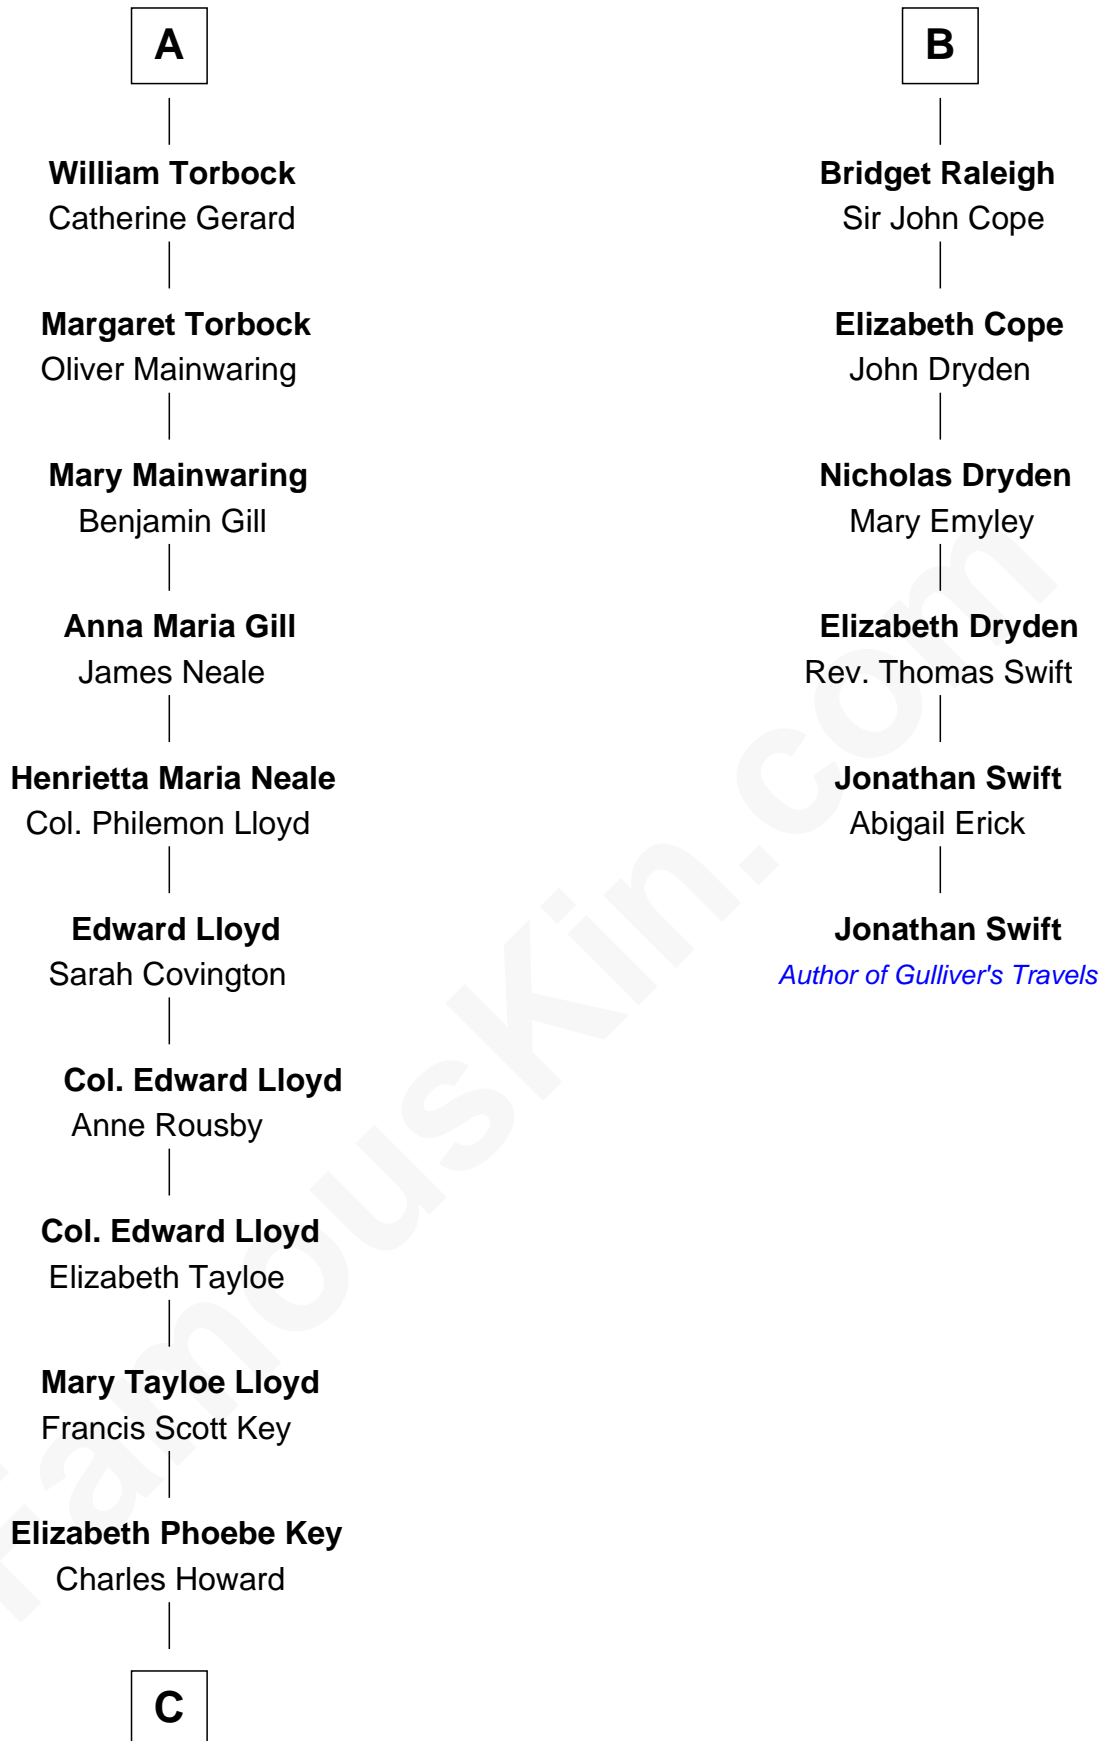 A
William Torbock
Catherine Gerard
Margaret Torbock
Oliver Mainwaring
Mary Mainwaring
Benjamin Gill
Anna Maria Gill
James Neale
Henrietta Maria Neale
Col. Philemon Lloyd
Edward Lloyd
Sarah Covington
Col. Edward Lloyd
Anne Rousby
Col. Edward Lloyd
Elizabeth Tayloe
Mary Tayloe Lloyd
Francis Scott Key
Elizabeth Phoebe Key
Charles Howard
C
B
Bridget Raleigh
Sir John Cope
Elizabeth Cope
John Dryden
Nicholas Dryden
Mary Emyley
Elizabeth Dryden
Rev. Thomas Swift
Jonathan Swift
Abigail Erick
Jonathan Swift
Author of Gulliver's Travels
FamousKin.com